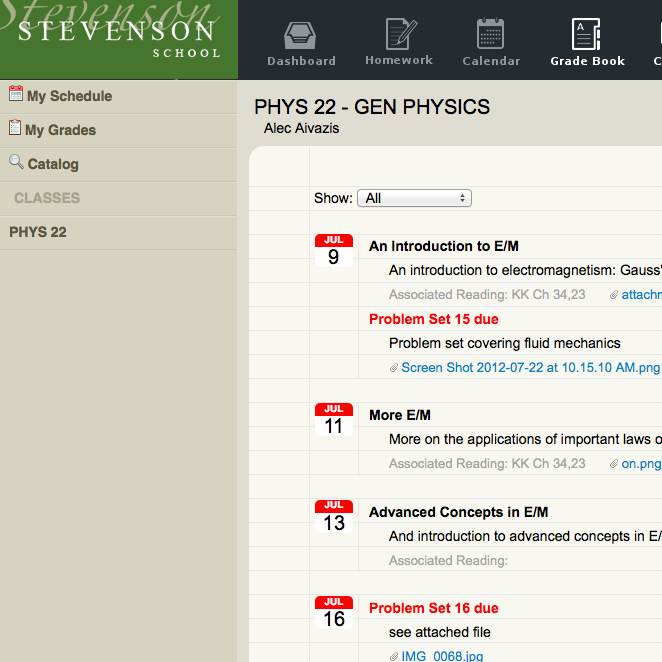 Stevenson
STEVENSON
SCHOOL
Dashboard
Homework
Calendar
Grade Book
My Schedule
My Grades
Catalog
CLASSES
PHYS 22
PHYS 22 - GEN PHYSICS
Alec Aivazis
Show: All
JUL
9
An Introduction to E/M
An introduction to electromagnetism: Gauss'
Associated Reading: KK Ch 34,23
Problem Set 15 due
Problem set covering fluid mechanics
Screen Shot 2012-07-22 at 10.15.10 AM.png
JUL
11
More E/M
More on the applications of important laws
Associated Reading: KK Ch 34,23 on.png
JUL
13
Advanced Concepts in E/M
And introduction to advanced concepts in E/
Associated Reading:
JUL
16
Problem Set 16 due
see attached file
IMG_0068.jpg